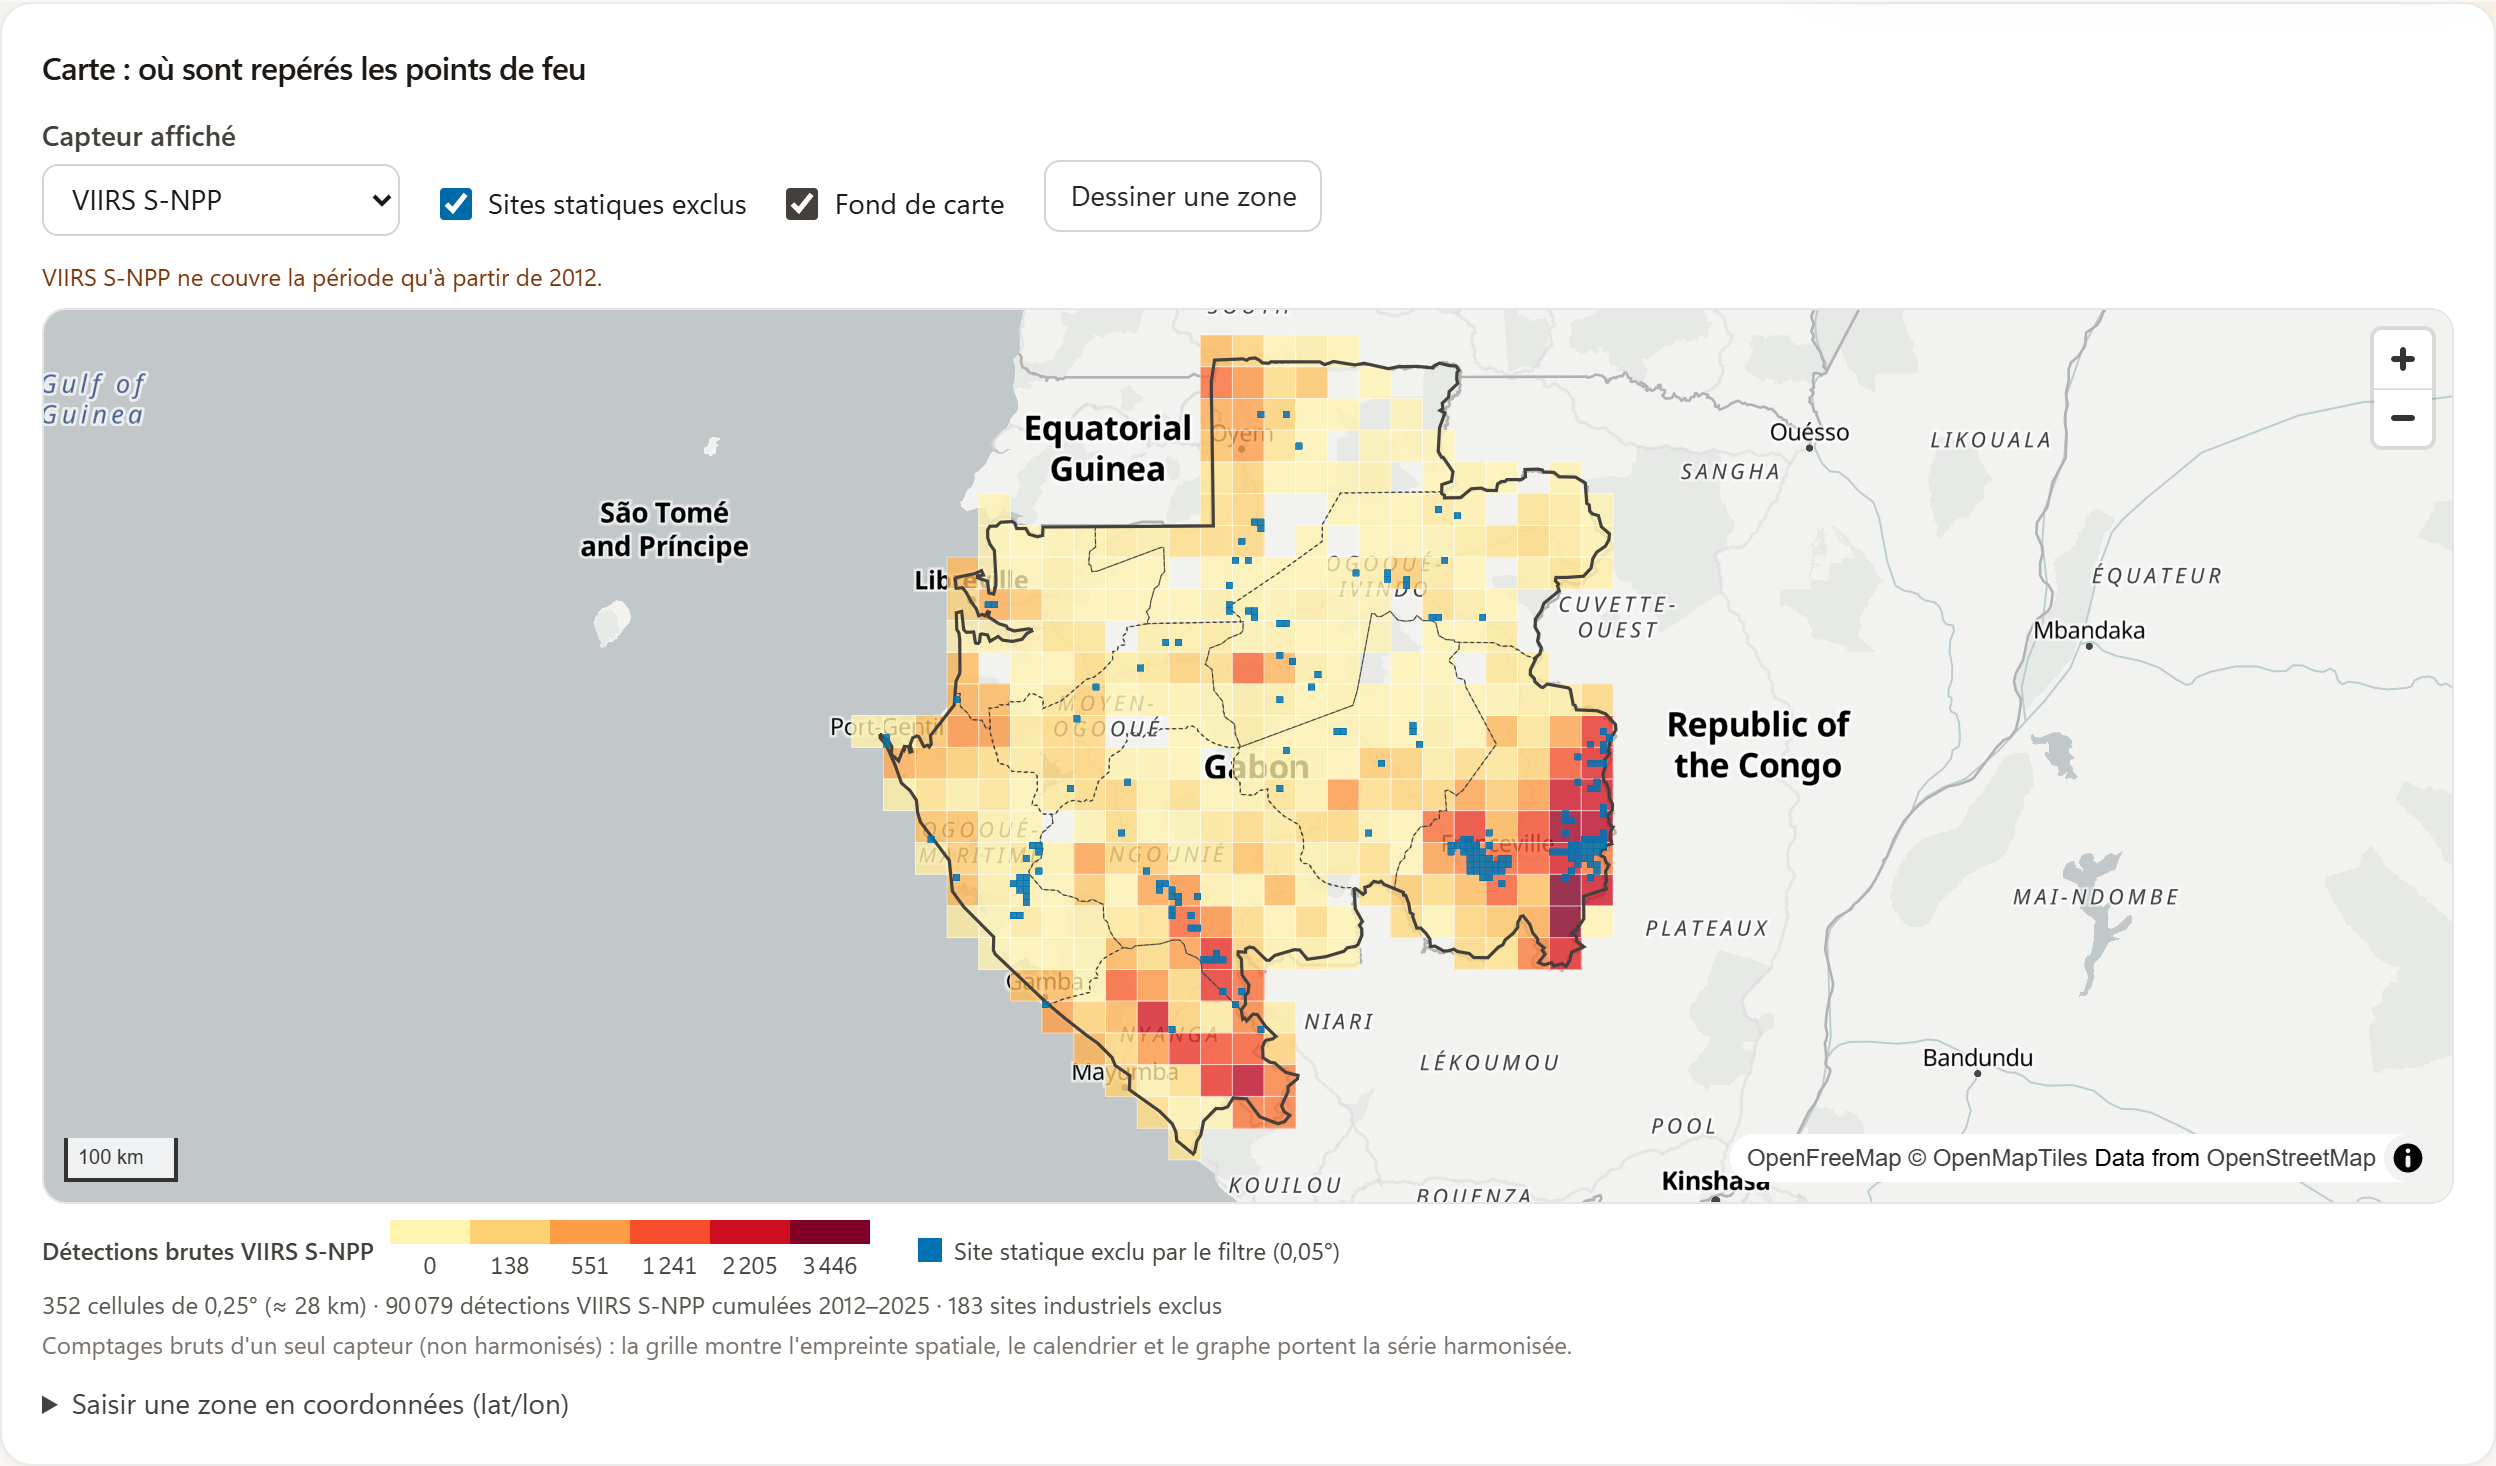 Carte : où sont repérés les points de feu
Capteur affiché
VIIRS S-NPP
Sites statiques exclus
Fond de carte
Dessiner une zone
VIIRS S-NPP ne couvre la période qu'à partir de 2012.
SOUTH
Gulf of
Guinea
Equatorial
Guinea
Oyem
Ouésso
LIKOUALA
SANGHA
São Tomé
and Príncipe
Libreville
OGOOUÉ-
IVINDO
CUVETTE-
OUEST
ÉQUATEUR
Mbandaka
MOYEN-
OGOOUÉ
Port-Gentil
Gabon
Republic of
the Congo
OGOOUÉ-
MARITIME
NGOUNIÉ
Franceville
MAI-NDOMBE
PLATEAUX
Gamba
NYANGA
NIARI
LÉKOUMOU
Mayumba
Bandundu
POOL
100 km
OpenFreeMap © OpenMapTiles Data from OpenStreetMap
Kinshasa
KOUILOU
BOUENZA
Détections brutes VIIRS S-NPP
0 138 551 1 241 2 205 3 446
Site statique exclu par le filtre (0,05°)
352 cellules de 0,25° (≈ 28 km) · 90 079 détections VIIRS S-NPP cumulées 2012–2025 · 183 sites industriels exclus
Comptages bruts d'un seul capteur (non harmonisés) : la grille montre l'empreinte spatiale, le calendrier et le graphe portent la série harmonisée.
Saisir une zone en coordonnées (lat/lon)